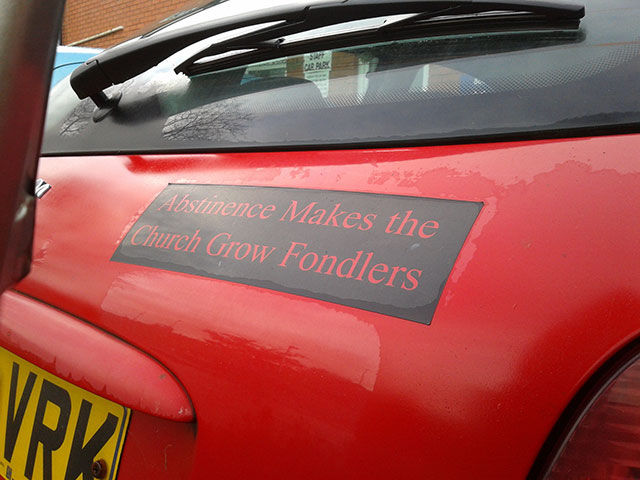 STAFF
CAR PARK
Abstinence Makes the
Church Grow Fondlers
VRK